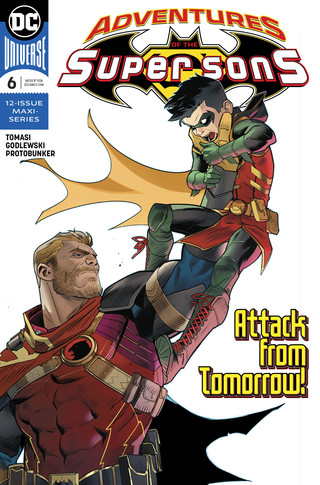 DC
UNIVERSE
6
12-ISSUE
MAXI-
SERIES
TOMASI
GODLEWSKI
PROTOBUNKER
ADVENTURES
OF THE
SUPER SONS
Attack
from
Tomorrow!